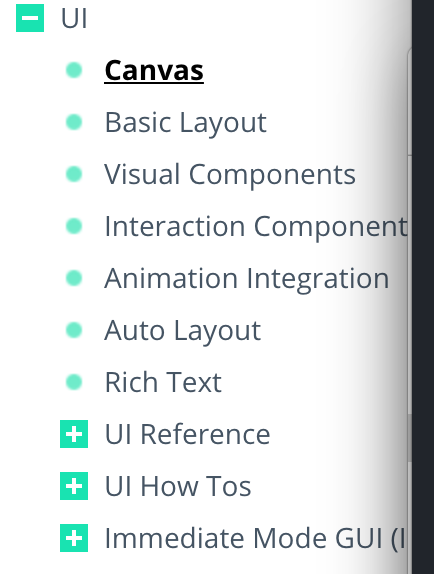 UI
Canvas
Basic Layout
Visual Components
Interaction Component
Animation Integration
Auto Layout
Rich Text
UI Reference
UI How Tos
Immediate Mode GUI (I